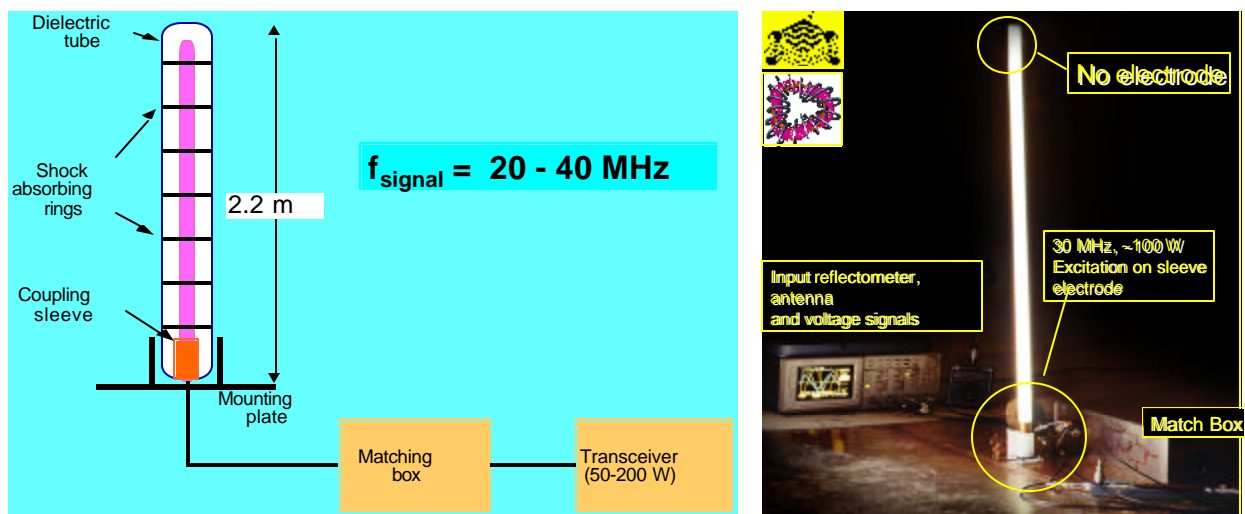 Dielectric
tube
Shock
absorbing
rings
Coupling
sleeve
2.2 m
f_signal = 20 - 40 MHz
Mounting
plate
Matching
box
Transceiver
(50-200 W)
No electrode
30 MHz, ~100 W
Excitation on sleeve
electrode
Input reflectometer,
antenna
and voltage signals
Match Box